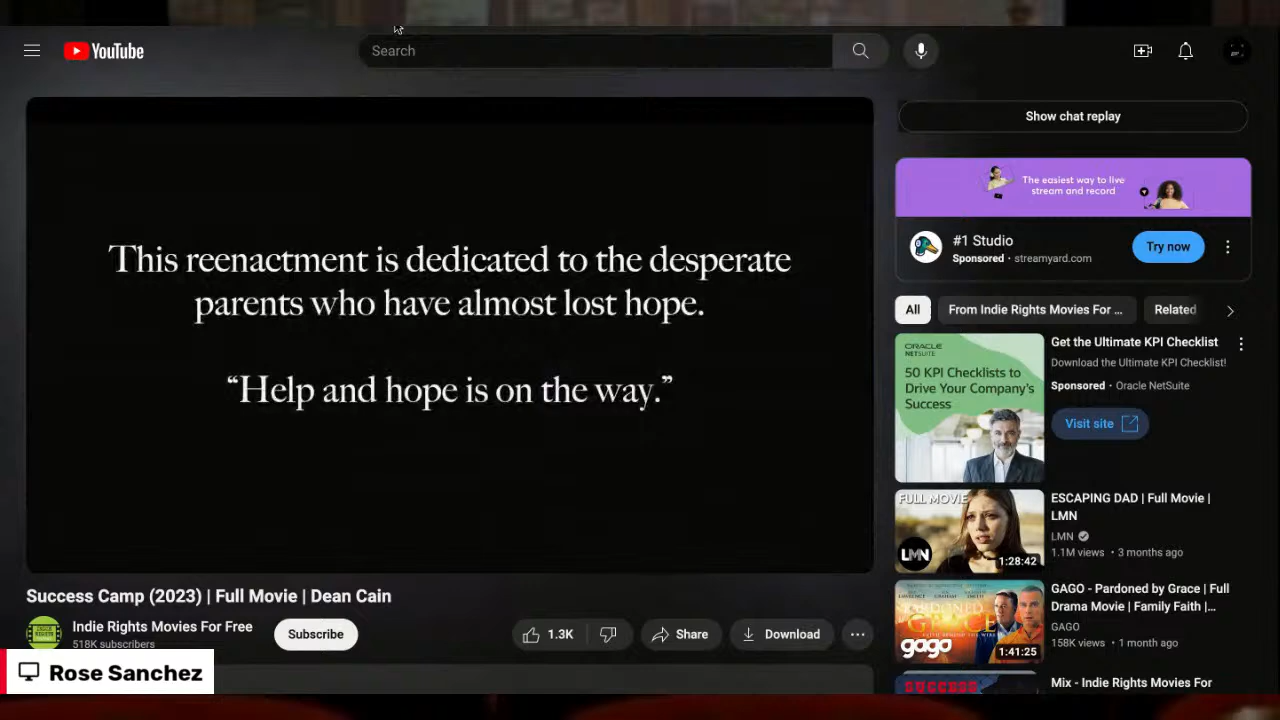 YouTube
Search
Show chat replay
This reenactment is dedicated to the desperate
parents who have almost lost hope.
“Help and hope is on the way.”
The easiest way to live
stream and record
#1 Studio
Sponsored · streamyard.com
Try now
All
From Indie Rights Movies For ...
Related
ORACLE
NETSUITE
50 KPI Checklists to
Drive Your Company's
Success
Get the Ultimate KPI Checklist
Download the Ultimate KPI Checklist!
Sponsored · Oracle NetSuite
Visit site
FULL MOVIE
LMN
1:28:42
ESCAPING DAD | Full Movie |
LMN
LMN
1.1M views · 3 months ago
PARDONED
GRACE
gago
1:41:25
GAGO - Pardoned by Grace | Full
Drama Movie | Family Faith |...
GAGO
158K views · 1 month ago
SUCCESS
Mix - Indie Rights Movies For
Success Camp (2023) | Full Movie | Dean Cain
Indie Rights Movies For Free
518K subscribers
Subscribe
1.3K
Share
Download
Rose Sanchez